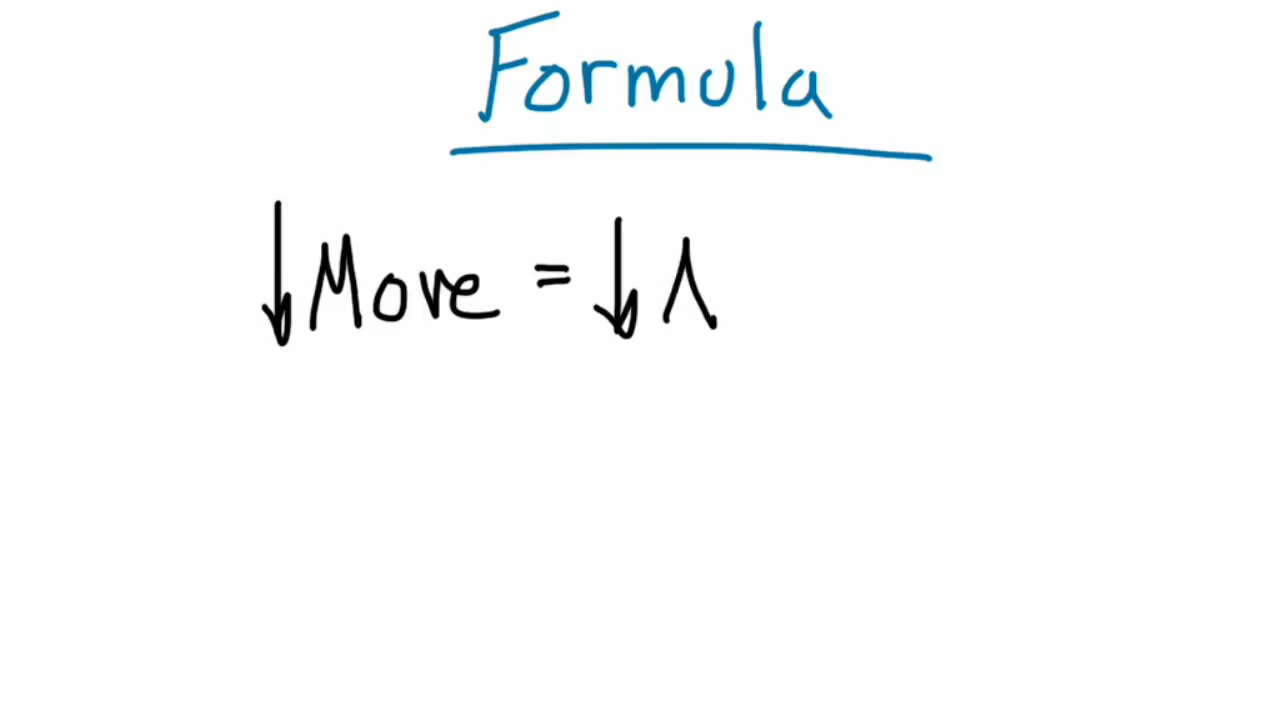 Formula
↓ Move = ↓ Λ